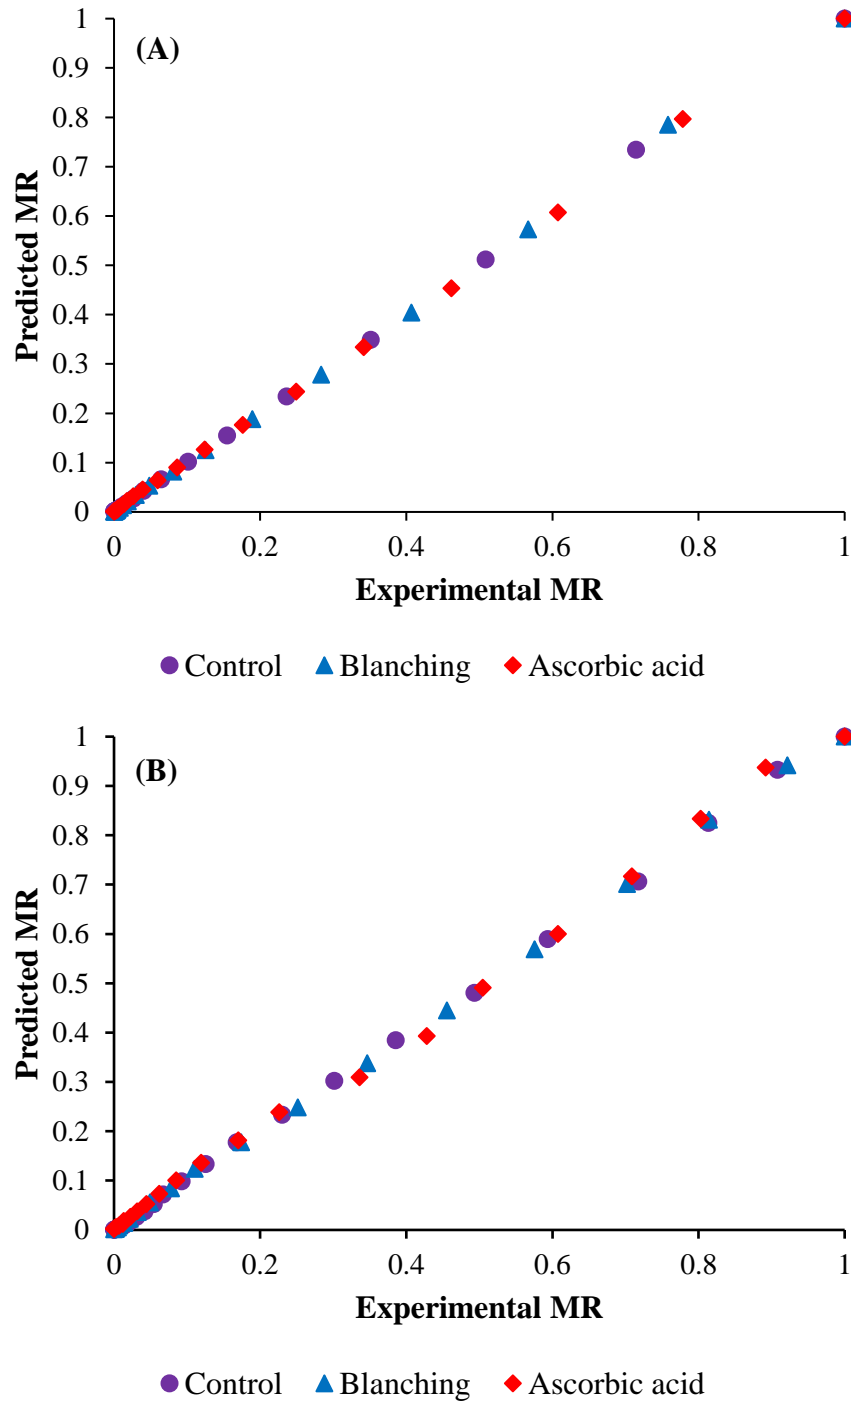 (A)
1
0.9
0.8
0.7
0.6
0.5
0.4
0.3
0.2
0.1
0
Predicted MR
0 0.2 0.4 0.6 0.8 1
Experimental MR
Control Blanching Ascorbic acid
(B)
1
0.9
0.8
0.7
0.6
0.5
0.4
0.3
0.2
0.1
0
Predicted MR
0 0.2 0.4 0.6 0.8 1
Experimental MR
Control Blanching Ascorbic acid